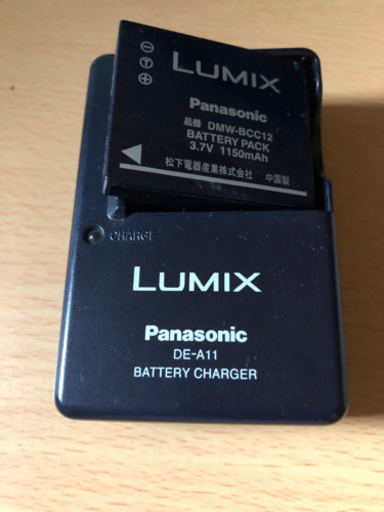 LUMIX
Panasonic
品番 DMW-BCC12
BATTERY PACK
3.7V 1150mAh
松下電器産業株式会社 中国製
CHARGE
LUMIX
Panasonic
DE-A11
BATTERY CHARGER